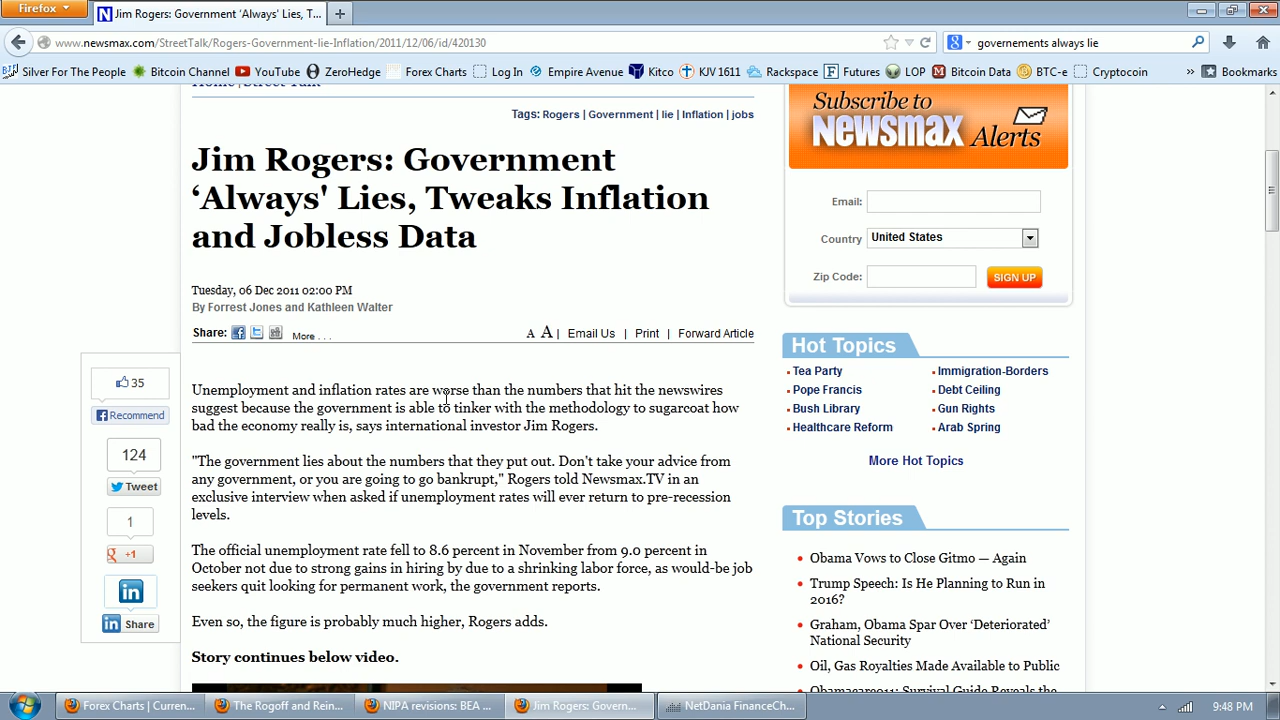 Firefox
Jim Rogers: Government 'Always' Lies, T...
www.newsmax.com/StreetTalk/Rogers-Government-lie-Inflation/2011/12/06/id/420130
governements always lie
Silver For The People
Bitcoin Channel
YouTube
ZeroHedge
Forex Charts
Log In
Empire Avenue
Kitco
KJV 1611
Rackspace
Futures
LOP
Bitcoin Data
BTC-e
Cryptocoin
»
Bookmarks
Home | Street Talk
Tags: Rogers | Government | lie | Inflation | jobs
Jim Rogers: Government
‘Always' Lies, Tweaks Inflation
and Jobless Data
Tuesday, 06 Dec 2011 02:00 PM
By Forrest Jones and Kathleen Walter
Share:
More . . .
A A | Email Us | Print | Forward Article
35
Recommend
124
Tweet
1
+1
in
in Share
Unemployment and inflation rates are worse than the numbers that hit the newswires
suggest because the government is able to tinker with the methodology to sugarcoat how
bad the economy really is, says international investor Jim Rogers.
"The government lies about the numbers that they put out. Don't take your advice from
any government, or you are going to go bankrupt," Rogers told Newsmax.TV in an
exclusive interview when asked if unemployment rates will ever return to pre-recession
levels.
The official unemployment rate fell to 8.6 percent in November from 9.0 percent in
October not due to strong gains in hiring by due to a shrinking labor force, as would-be job
seekers quit looking for permanent work, the government reports.
Even so, the figure is probably much higher, Rogers adds.
Story continues below video.
Subscribe to
NEWSMAX
Alerts
Email:
Country
United States
Zip Code:
SIGN UP
Hot Topics
Tea Party
Immigration-Borders
Pope Francis
Debt Ceiling
Bush Library
Gun Rights
Healthcare Reform
Arab Spring
More Hot Topics
Top Stories
Obama Vows to Close Gitmo — Again
Trump Speech: Is He Planning to Run in
2016?
Graham, Obama Spar Over ‘Deteriorated’
National Security
Oil, Gas Royalties Made Available to Public
Obamacare911: Survival Guide Reveals the
Forex Charts | Curren...
The Rogoff and Rein...
NIPA revisions: BEA ...
Jim Rogers: Govern...
NetDania FinanceCh...
9:48 PM